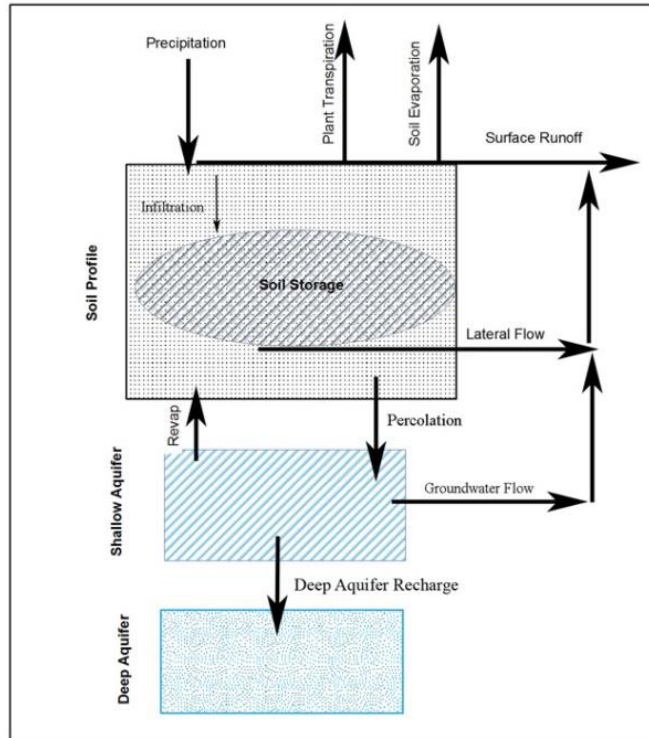 Precipitation
Plant Transpiration
Soil Evaporation
Surface Runoff
Infiltration
Soil Profile
Soil Storage
Lateral Flow
Revap
Percolation
Shallow Aquifer
Groundwater Flow
Deep Aquifer Recharge
Deep Aquifer